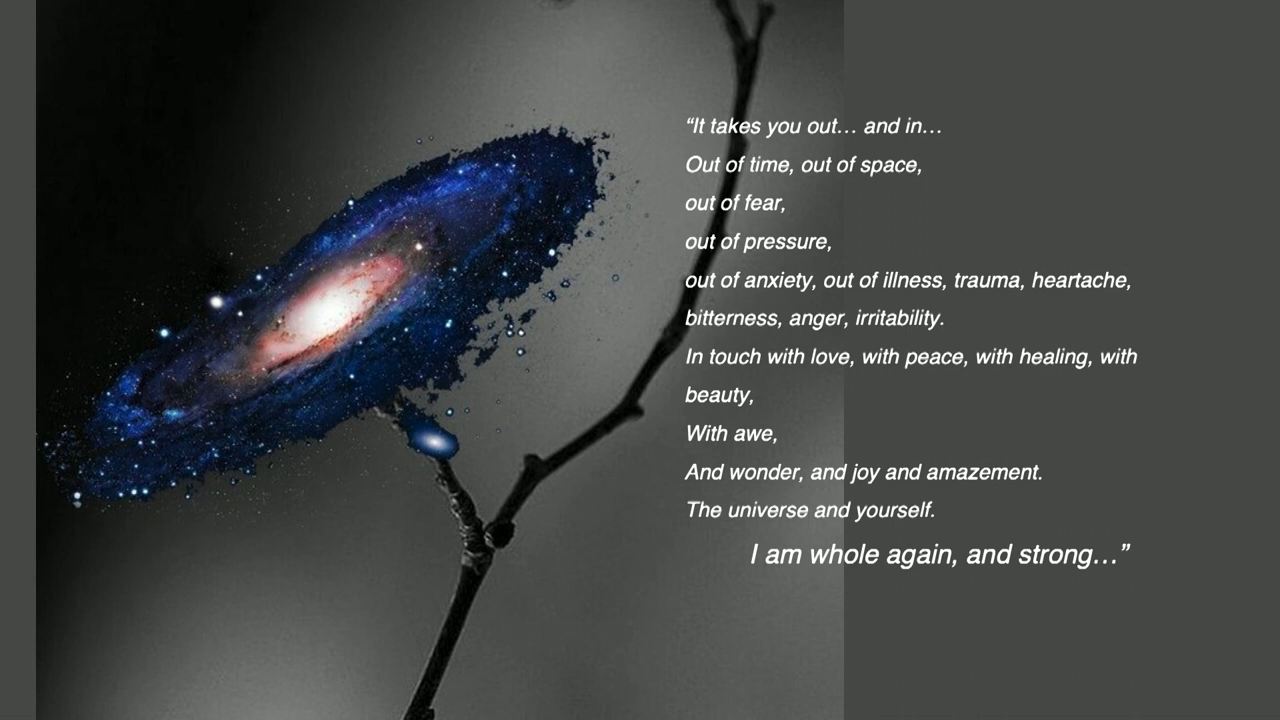 “It takes you out… and in…
Out of time, out of space,
out of fear,
out of pressure,
out of anxiety, out of illness, trauma, heartache,
bitterness, anger, irritability.
In touch with love, with peace, with healing, with
beauty,
With awe,
And wonder, and joy and amazement.
The universe and yourself.
I am whole again, and strong…”